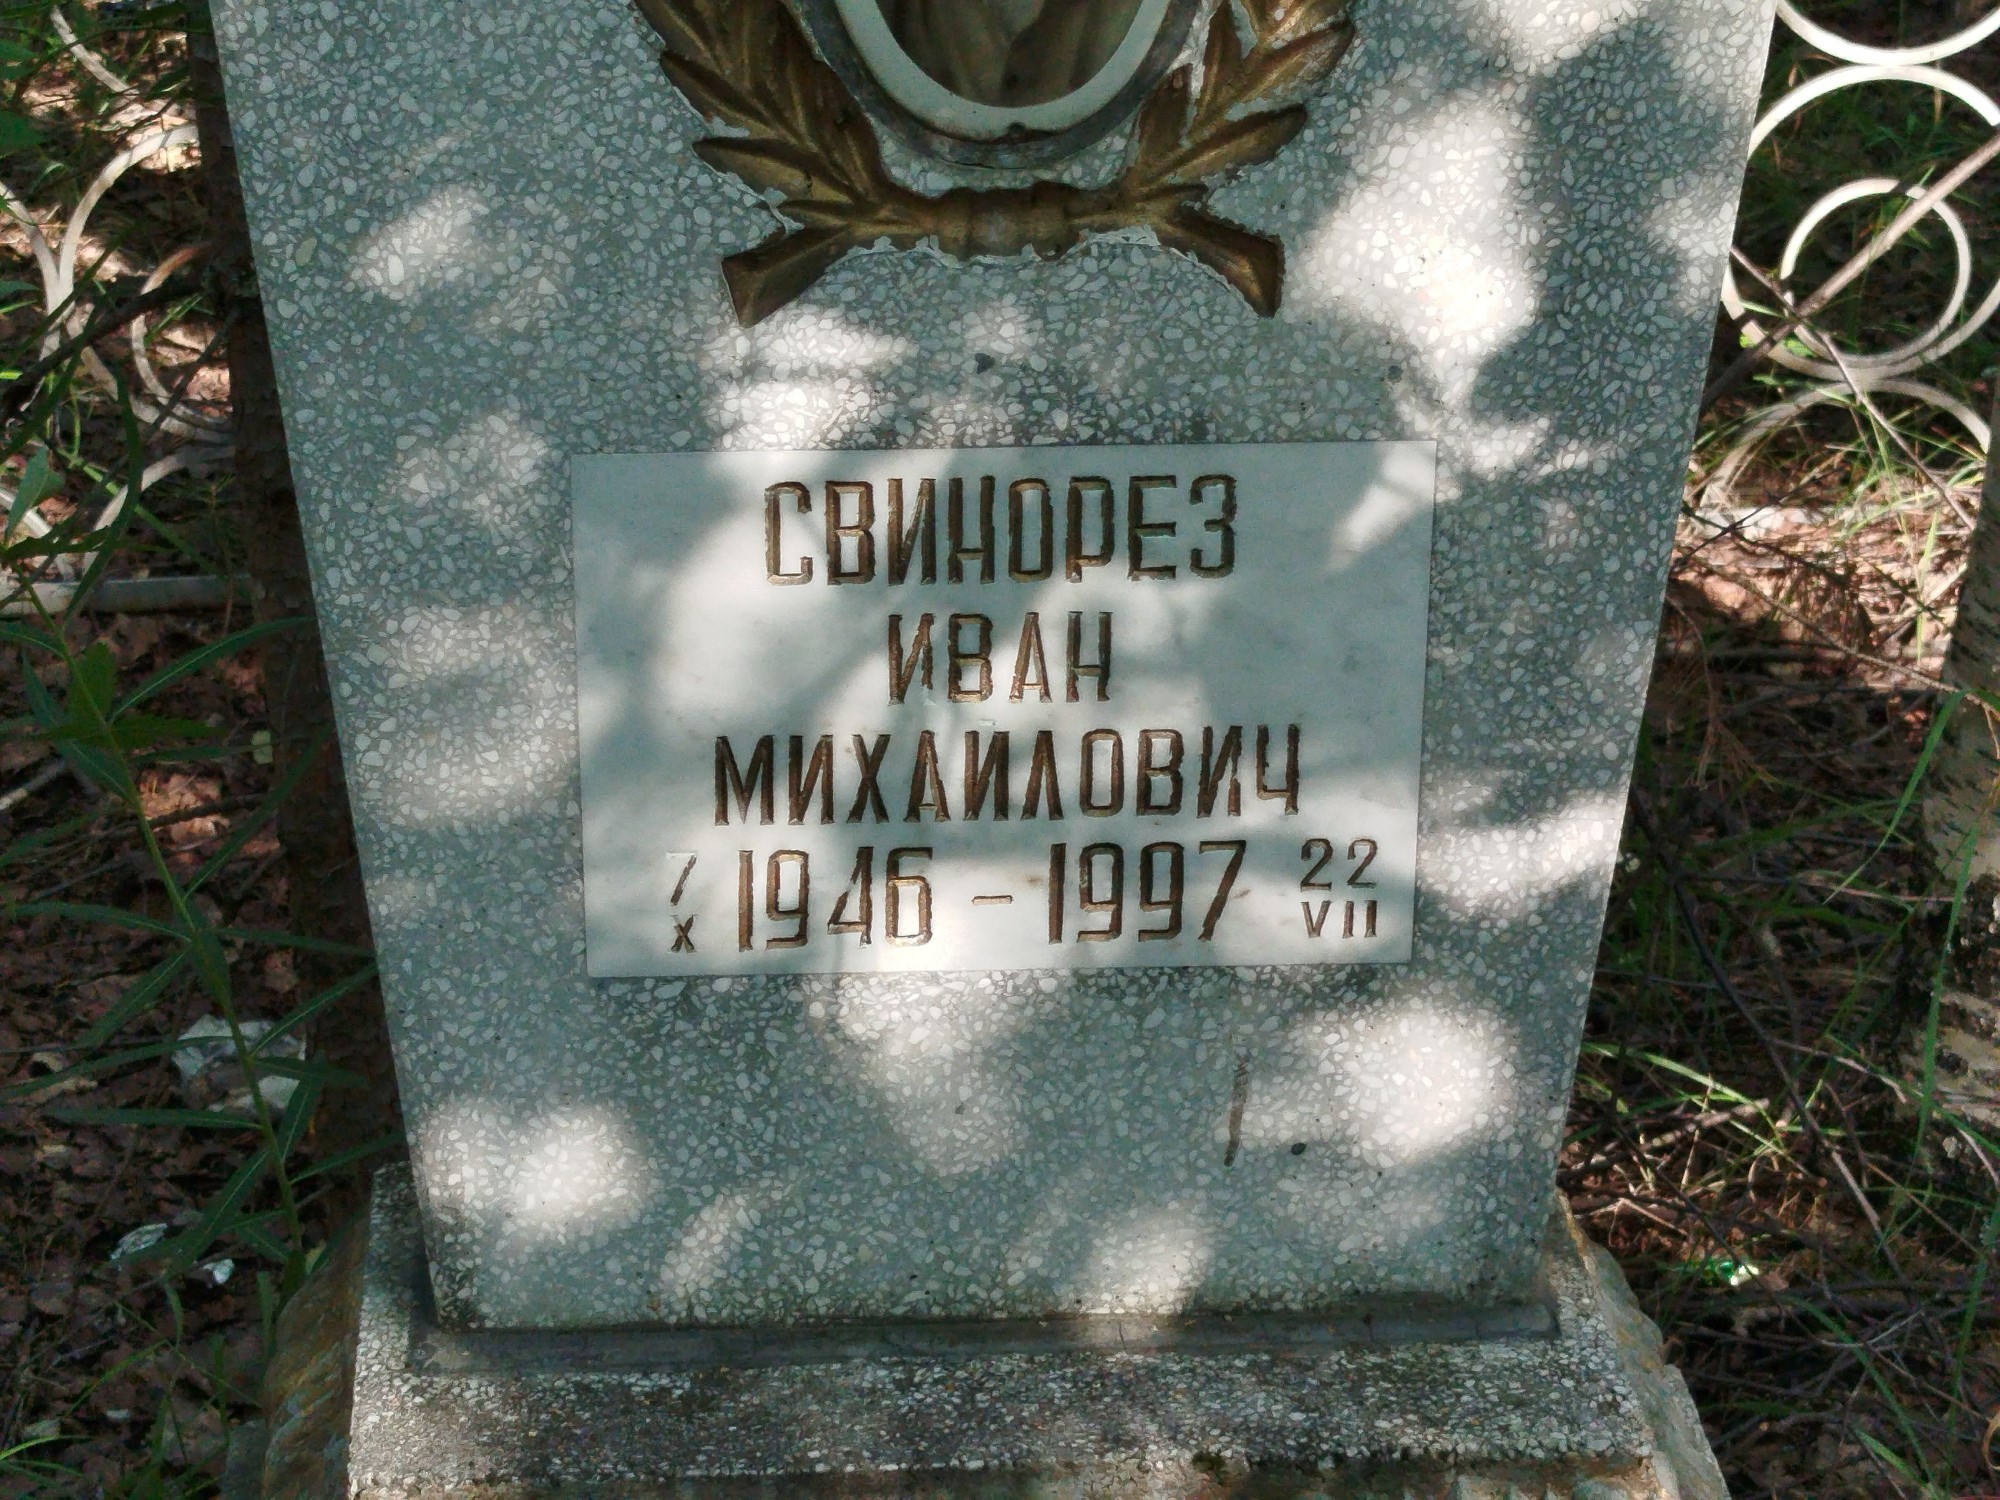 СВИНОРЕЗ
ИВАН
МИХАЙЛОВИЧ
7/X 1946 - 1997 22/VII